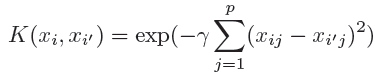 K(x_i, x_{i'}) = exp(−γ ∑_{j=1}^{p} (x_{ij} − x_{i'j})²)